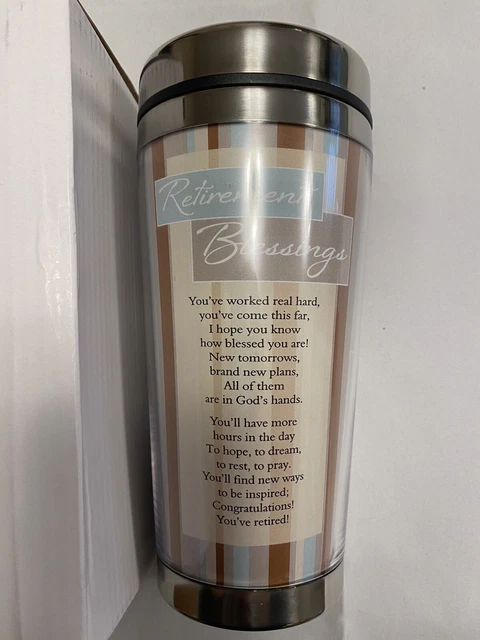 Retirement
Blessings
You've worked real hard,
you've come this far,
I hope you know
how blessed you are!
New tomorrows,
brand new plans,
All of them
are in God's hands.
You'll have more
hours in the day
To hope, to dream,
to rest, to pray.
You'll find new ways
to be inspired;
Congratulations!
You've retired!